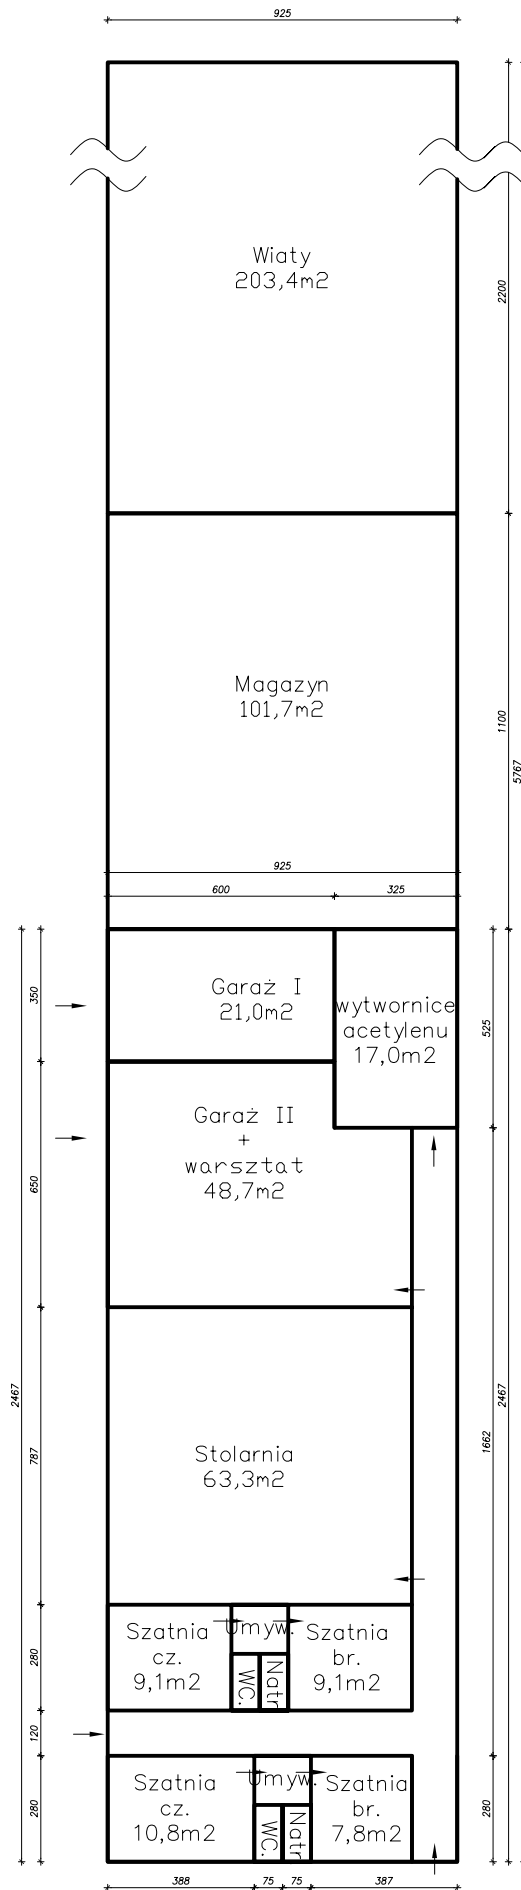 925
2200
Wiaty
203,4m2
Magazyn
101,7m2
1100
5767
925
600
325
350
Garaż I
21,0m2
wytwornice
acetylenu
17,0m2
525
Garaż II
+
warsztat
48,7m2
650
2467
2467
1662
787
Stolarnia
63,3m2
280
Szatnia
cz.
9,1m2
Umyw.
WC.
Natr
Szatnia
br.
9,1m2
120
280
Szatnia
cz.
10,8m2
Umyw.
WC.
Natr
Szatnia
br.
7,8m2
280
388
75
75
387